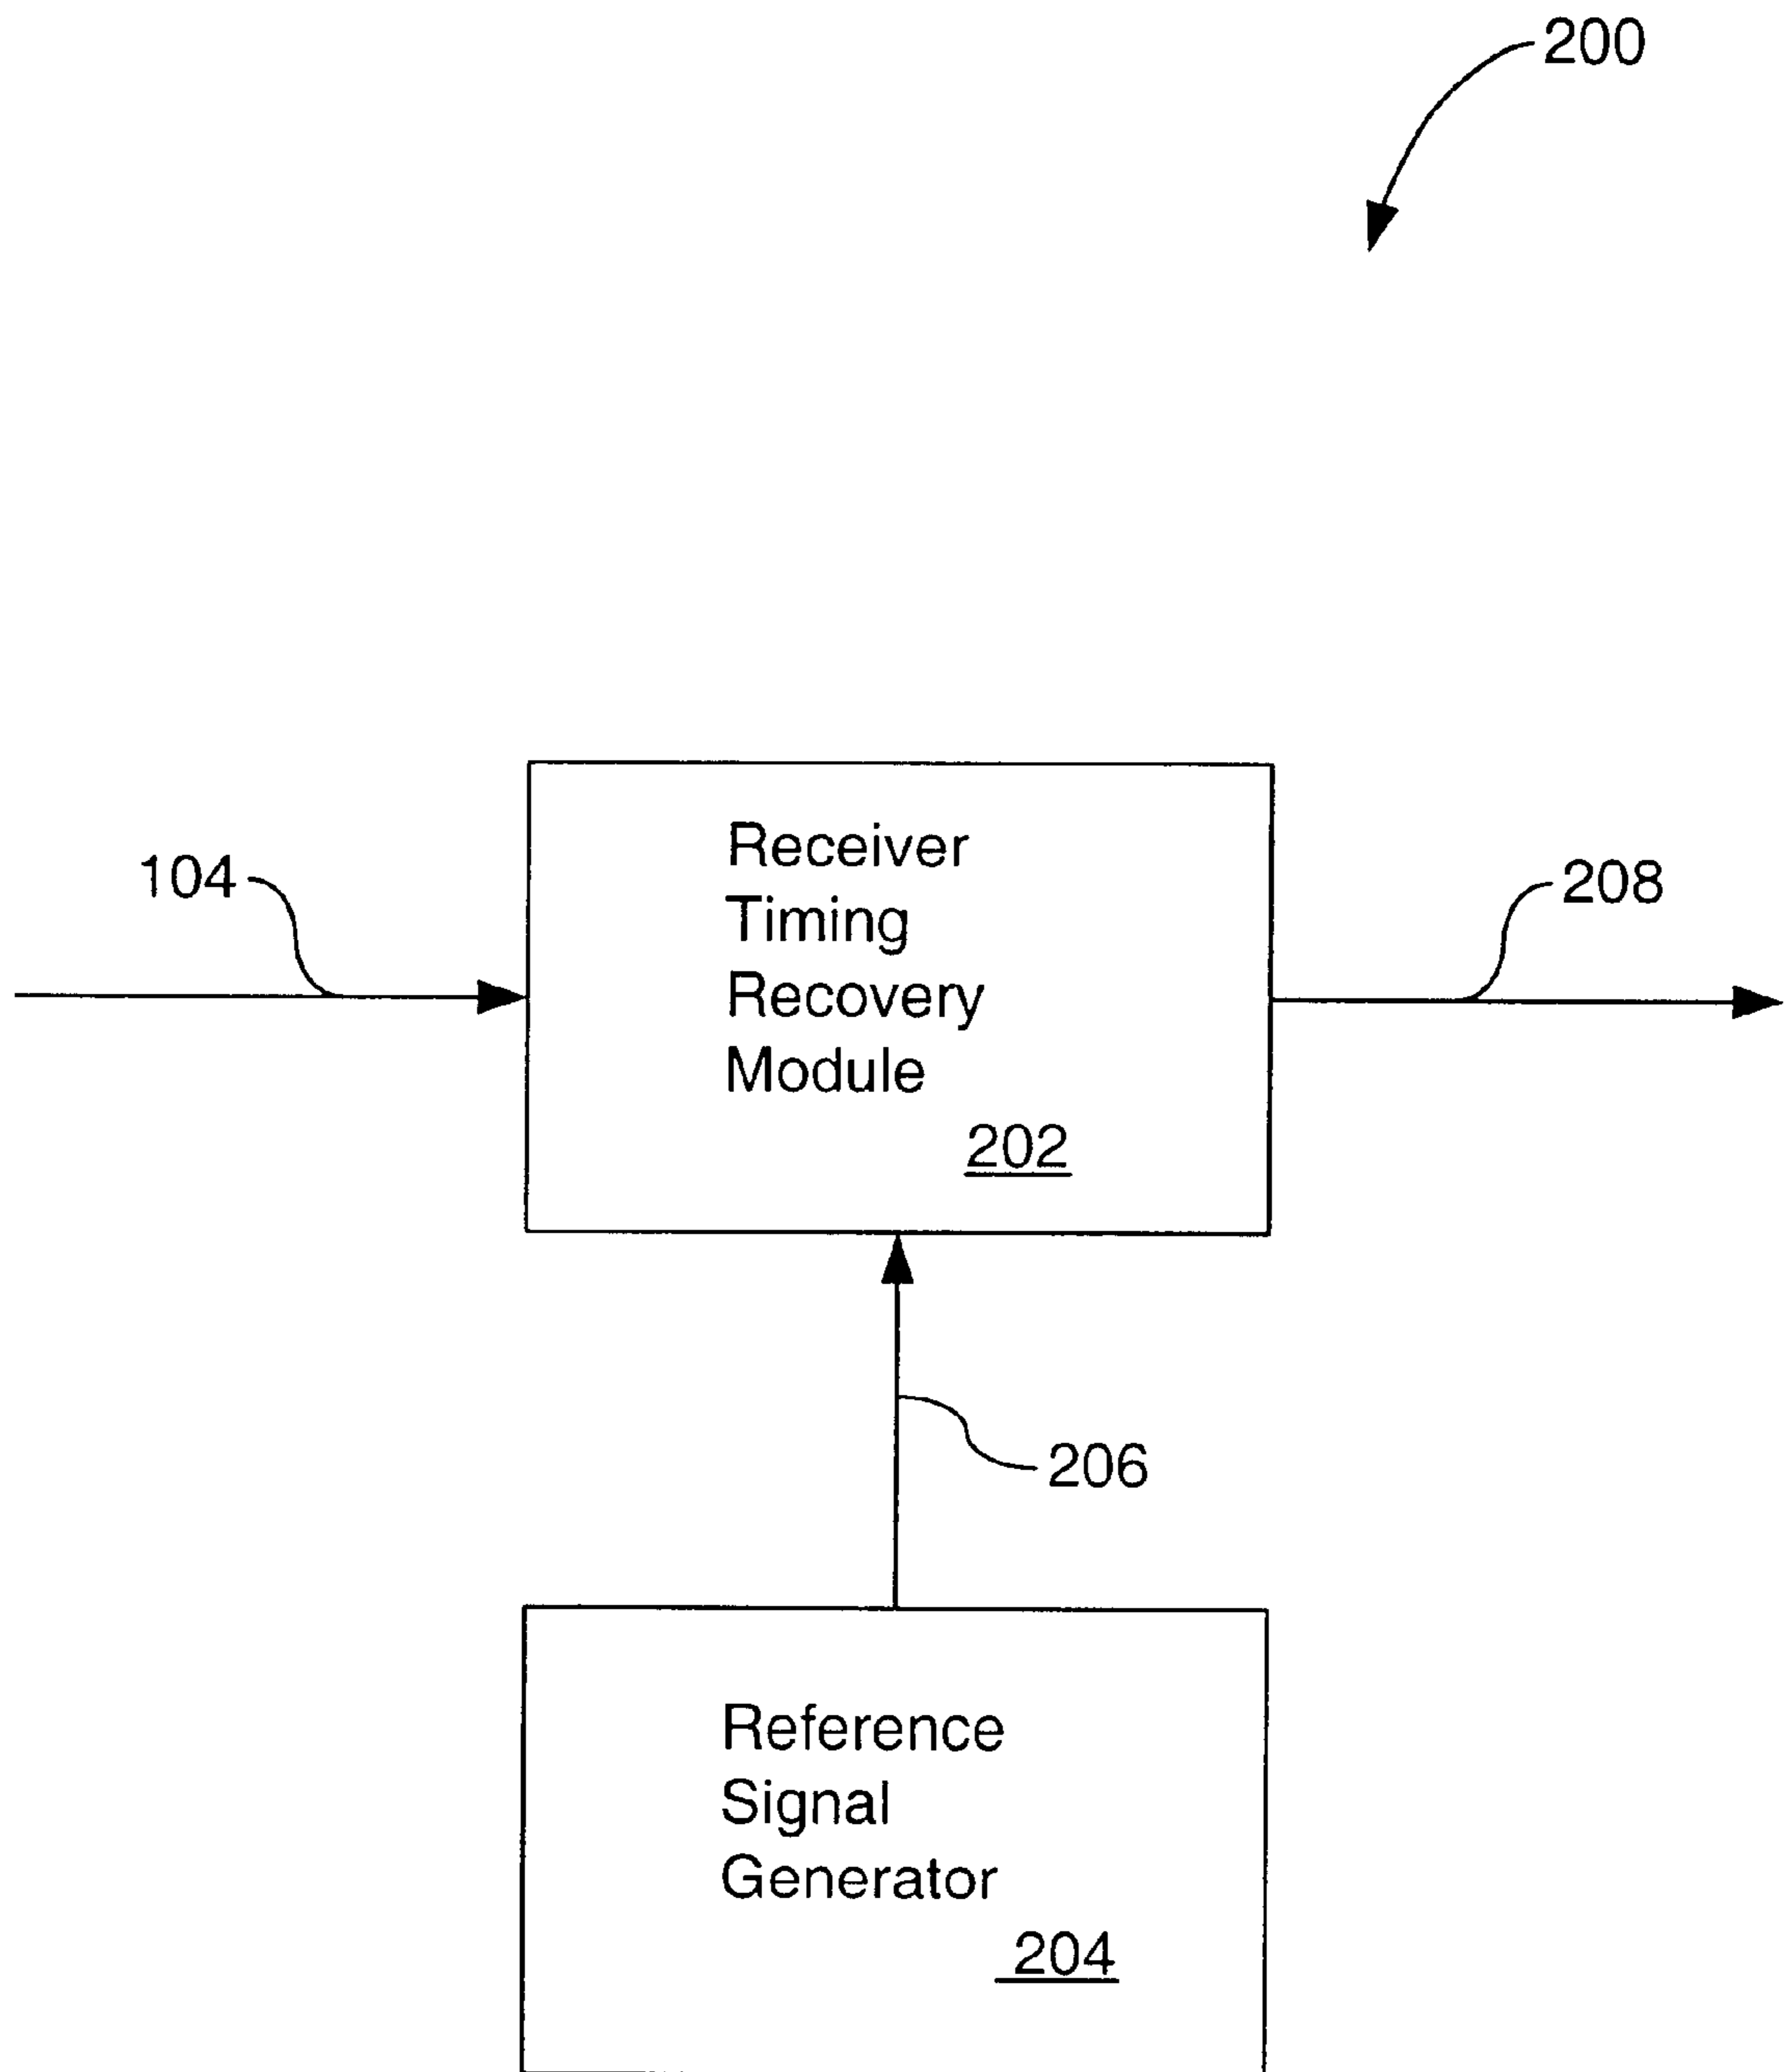 200
Receiver
Timing
Recovery
Module
202
104
208
206
Reference
Signal
Generator
204